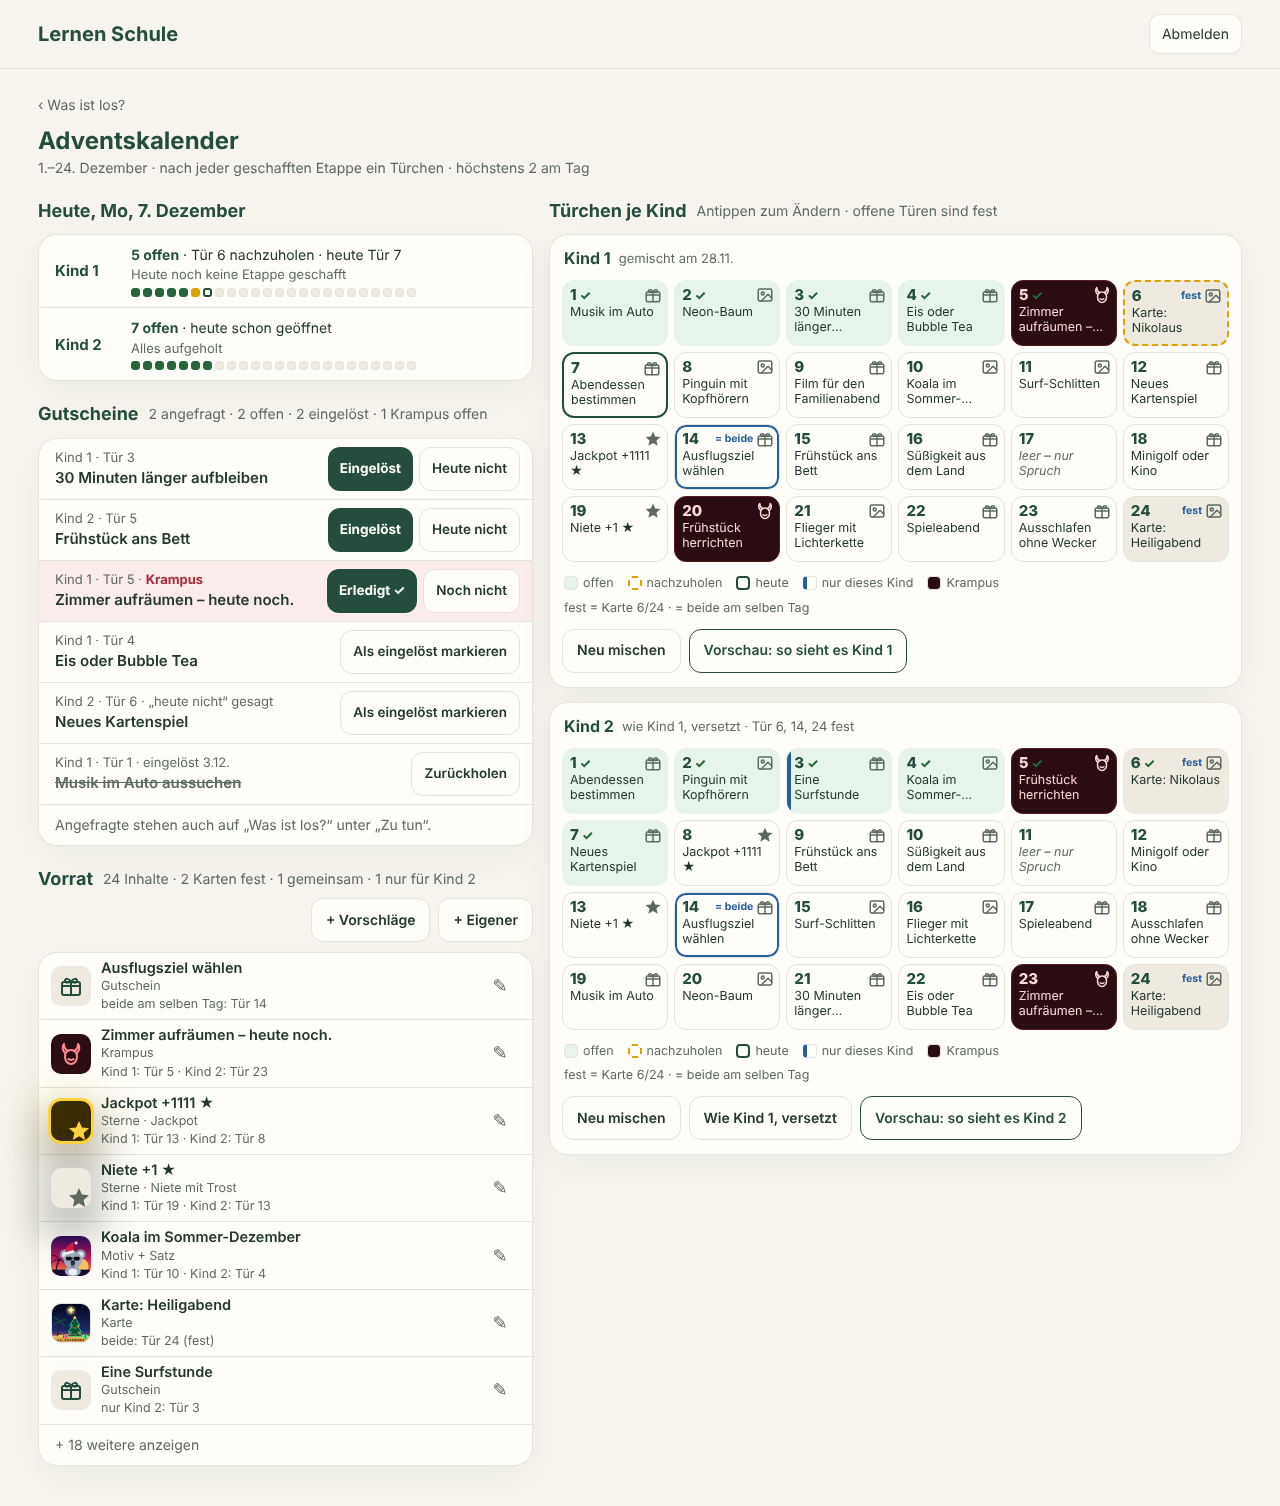 Lernen Schule
Abmelden
‹ Was ist los?
Adventskalender
1.–24. Dezember · nach jeder geschafften Etappe ein Türchen · höchstens 2 am Tag
Heute, Mo, 7. Dezember
Kind 1
5 offen · Tür 6 nachzuholen · heute Tür 7
Heute noch keine Etappe geschafft
Kind 2
7 offen · heute schon geöffnet
Alles aufgeholt
Gutscheine 2 angefragt · 2 offen · 2 eingelöst · 1 Krampus offen
Kind 1 · Tür 3
30 Minuten länger aufbleiben
Eingelöst
Heute nicht
Kind 2 · Tür 5
Frühstück ans Bett
Eingelöst
Heute nicht
Kind 1 · Tür 5 · Krampus
Zimmer aufräumen – heute noch.
Erledigt ✓
Noch nicht
Kind 1 · Tür 4
Eis oder Bubble Tea
Als eingelöst markieren
Kind 2 · Tür 6 · „heute nicht“ gesagt
Neues Kartenspiel
Als eingelöst markieren
Kind 1 · Tür 1 · eingelöst 3.12.
Musik im Auto aussuchen
Zurückholen
Angefragte stehen auch auf „Was ist los?“ unter „Zu tun“.
Vorrat 24 Inhalte · 2 Karten fest · 1 gemeinsam · 1 nur für Kind 2
+ Vorschläge
+ Eigener
Ausflugsziel wählen
Gutschein
beide am selben Tag: Tür 14
✎
Zimmer aufräumen – heute noch.
Krampus
Kind 1: Tür 5 · Kind 2: Tür 23
✎
Jackpot +1111 ★
Sterne · Jackpot
Kind 1: Tür 13 · Kind 2: Tür 8
✎
Niete +1 ★
Sterne · Niete mit Trost
Kind 1: Tür 19 · Kind 2: Tür 13
✎
Koala im Sommer-Dezember
Motiv + Satz
Kind 1: Tür 10 · Kind 2: Tür 4
✎
Karte: Heiligabend
Karte
beide: Tür 24 (fest)
✎
Eine Surfstunde
Gutschein
nur Kind 2: Tür 3
✎
+ 18 weitere anzeigen
Türchen je Kind Antippen zum Ändern · offene Türen sind fest
Kind 1 gemischt am 28.11.
1 ✓
Musik im Auto
2 ✓
Neon-Baum
3 ✓
30 Minuten
länger…
4 ✓
Eis oder
Bubble Tea
5 ✓
Zimmer
aufräumen –…
6 fest
Karte:
Nikolaus
7
Abendessen
bestimmen
8
Pinguin mit
Kopfhörern
9
Film für den
Familienabend
10
Koala im
Sommer-…
11
Surf-Schlitten
12
Neues
Kartenspiel
13
Jackpot +1111
★
14 = beide
Ausflugsziel
wählen
15
Frühstück ans
Bett
16
Süßigkeit aus
dem Land
17
leer – nur
Spruch
18
Minigolf oder
Kino
19
Niete +1 ★
20
Frühstück
herrichten
21
Flieger mit
Lichterkette
22
Spieleabend
23
Ausschlafen
ohne Wecker
24 fest
Karte:
Heiligabend
offen nachzuholen heute nur dieses Kind Krampus
fest = Karte 6/24 · = beide am selben Tag
Neu mischen
Vorschau: so sieht es Kind 1
Kind 2 wie Kind 1, versetzt · Tür 6, 14, 24 fest
1 ✓
Abendessen
bestimmen
2 ✓
Pinguin mit
Kopfhörern
3 ✓
Eine
Surfstunde
4 ✓
Koala im
Sommer-…
5 ✓
Frühstück
herrichten
6 ✓ fest
Karte: Nikolaus
7 ✓
Neues
Kartenspiel
8
Jackpot +1111
★
9
Frühstück ans
Bett
10
Süßigkeit aus
dem Land
11
leer – nur
Spruch
12
Minigolf oder
Kino
13
Niete +1 ★
14 = beide
Ausflugsziel
wählen
15
Surf-Schlitten
16
Flieger mit
Lichterkette
17
Spieleabend
18
Ausschlafen
ohne Wecker
19
Musik im Auto
20
Neon-Baum
21
30 Minuten
länger…
22
Eis oder
Bubble Tea
23
Zimmer
aufräumen –…
24 fest
Karte:
Heiligabend
offen nachzuholen heute nur dieses Kind Krampus
fest = Karte 6/24 · = beide am selben Tag
Neu mischen
Wie Kind 1, versetzt
Vorschau: so sieht es Kind 2